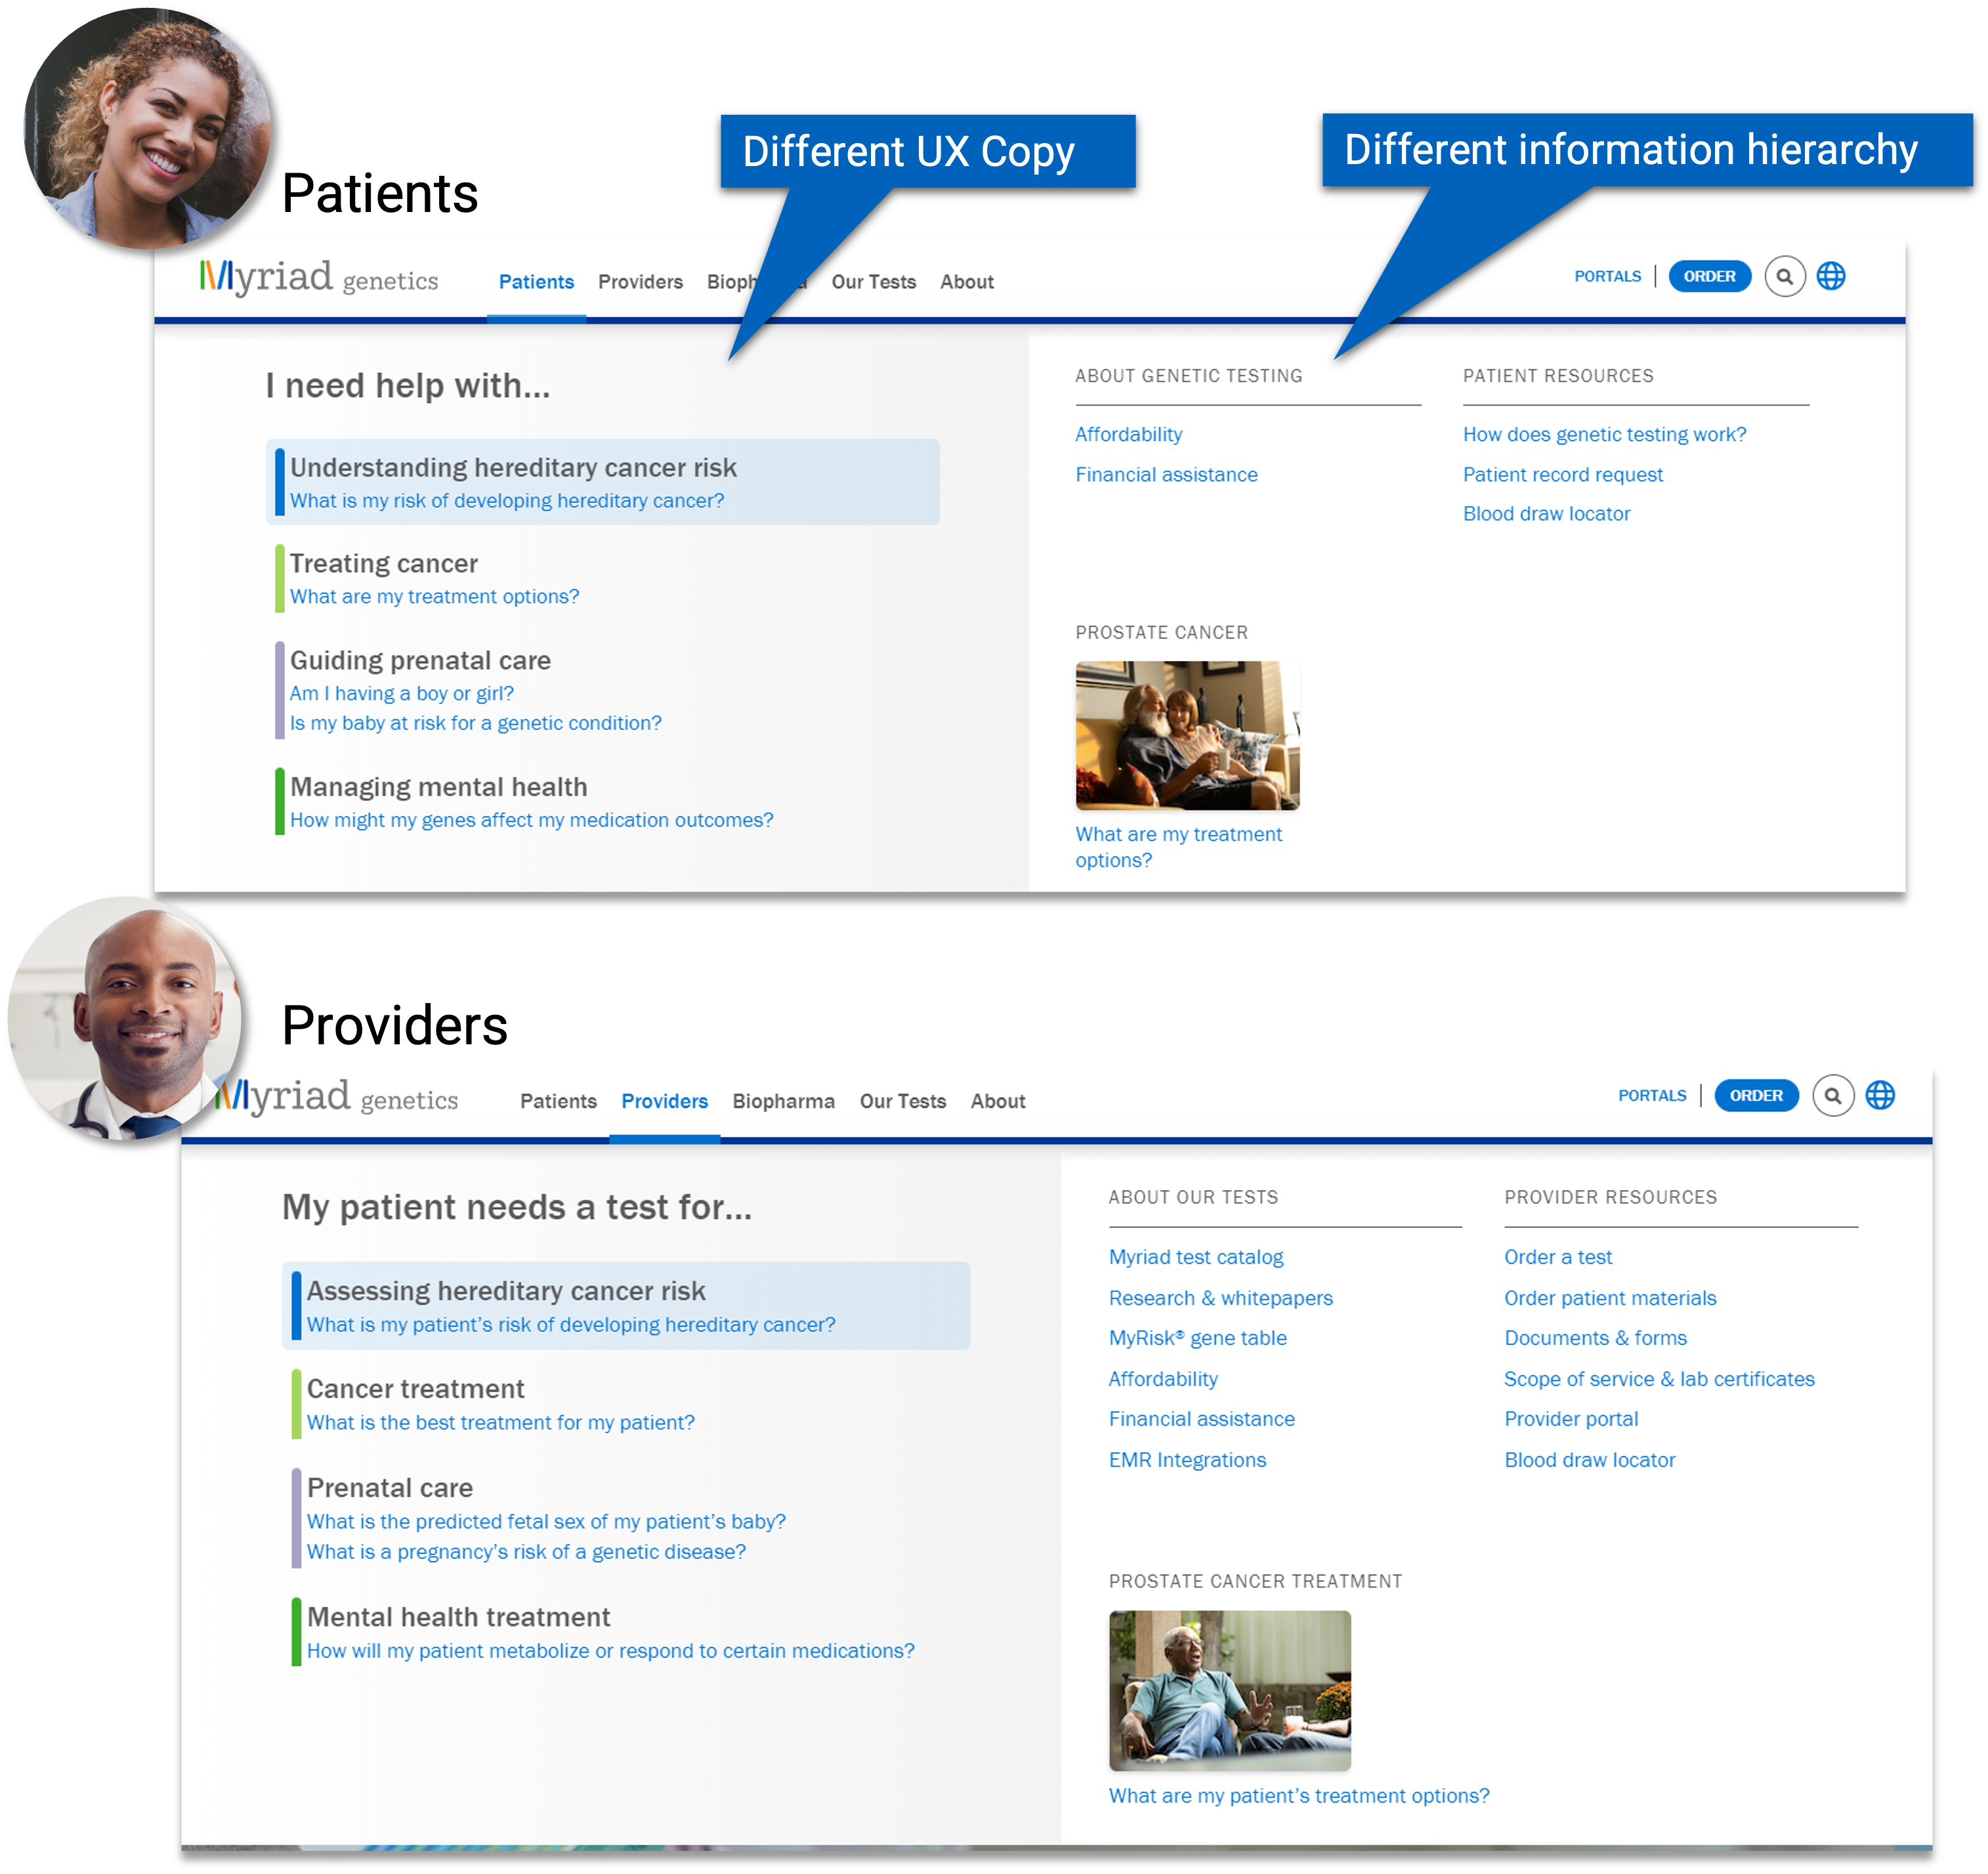 Patients
Different UX Copy
Different information hierarchy
Myriad genetics
Patients Providers Our Tests About
PORTALS ORDER
I need help with...
Understanding hereditary cancer risk
What is my risk of developing hereditary cancer?
Treating cancer
What are my treatment options?
Guiding prenatal care
Am I having a boy or girl?
Is my baby at risk for a genetic condition?
Managing mental health
How might my genes affect my medication outcomes?
ABOUT GENETIC TESTING
Affordability
Financial assistance
PATIENT RESOURCES
How does genetic testing work?
Patient record request
Blood draw locator
PROSTATE CANCER
What are my treatment
options?
Providers
Myriad genetics
Patients Providers Biopharma Our Tests About
PORTALS ORDER
My patient needs a test for...
Assessing hereditary cancer risk
What is my patient’s risk of developing hereditary cancer?
Cancer treatment
What is the best treatment for my patient?
Prenatal care
What is the predicted fetal sex of my patient’s baby?
What is a pregnancy’s risk of a genetic disease?
Mental health treatment
How will my patient metabolize or respond to certain medications?
ABOUT OUR TESTS
Myriad test catalog
Research & whitepapers
MyRisk® gene table
Affordability
Financial assistance
EMR Integrations
PROVIDER RESOURCES
Order a test
Order patient materials
Documents & forms
Scope of service & lab certificates
Provider portal
Blood draw locator
PROSTATE CANCER TREATMENT
What are my patient’s treatment options?